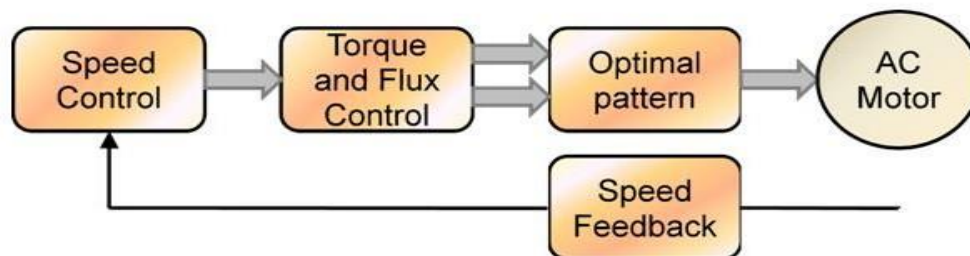 Speed
Control
Torque
and Flux
Control
Optimal
pattern
AC
Motor
Speed
Feedback